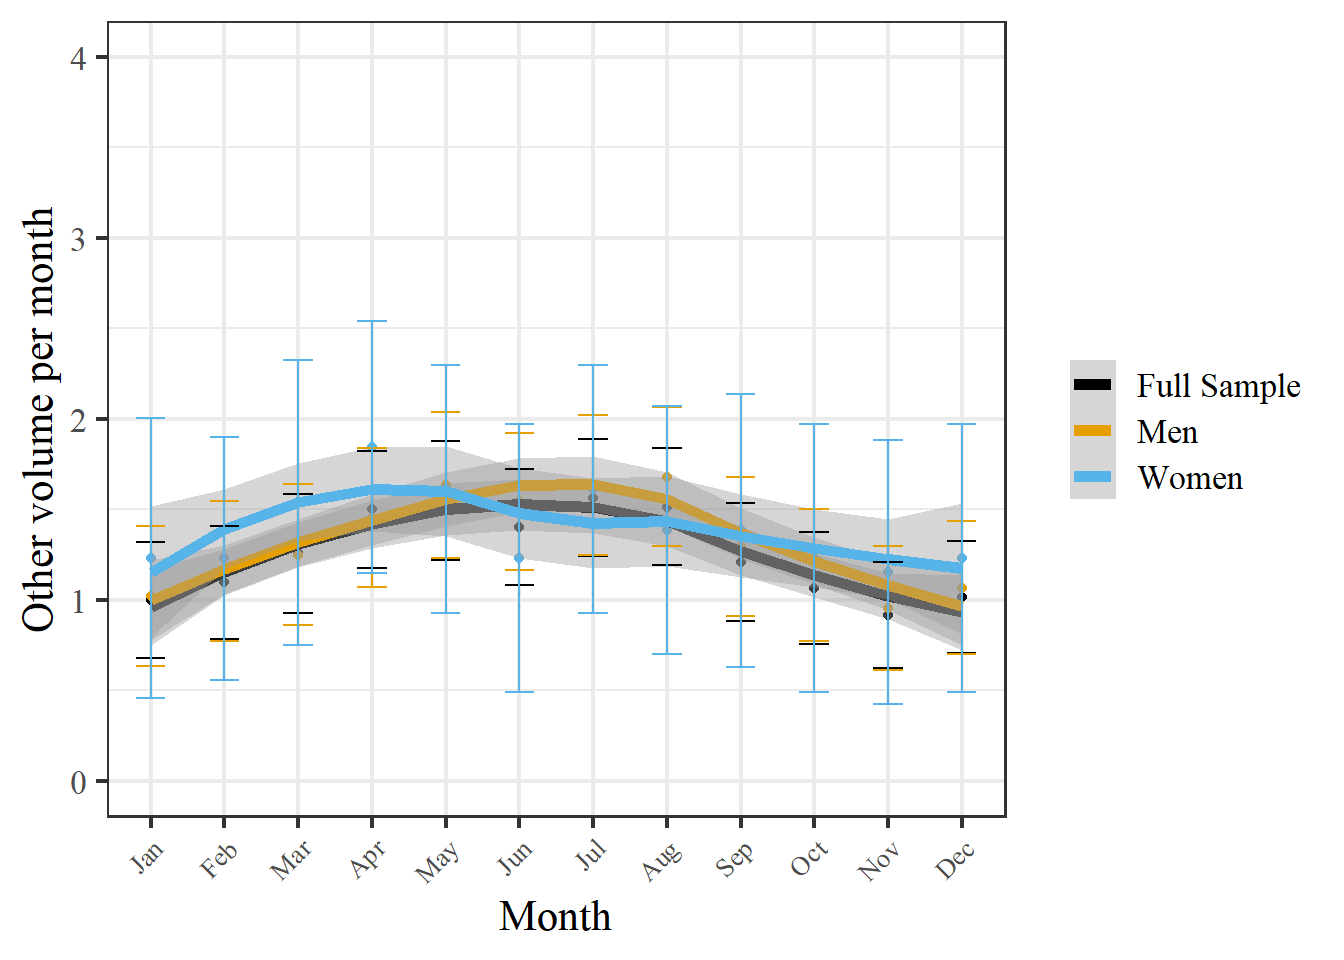 Other volume per month
4
3
2
1
0
Jan
Feb
Mar
Apr
May
Jun
Jul
Aug
Sep
Oct
Nov
Dec
Month
Full Sample
Men
Women